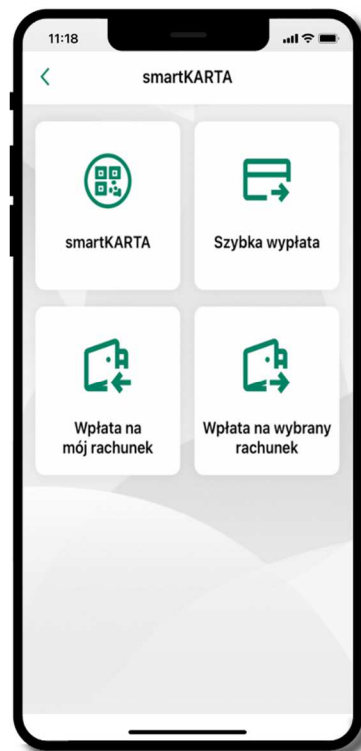 11:18
smartKARTA
smartKARTA
Szybka wypłata
Wpłata na
mój rachunek
Wpłata na wybrany
rachunek